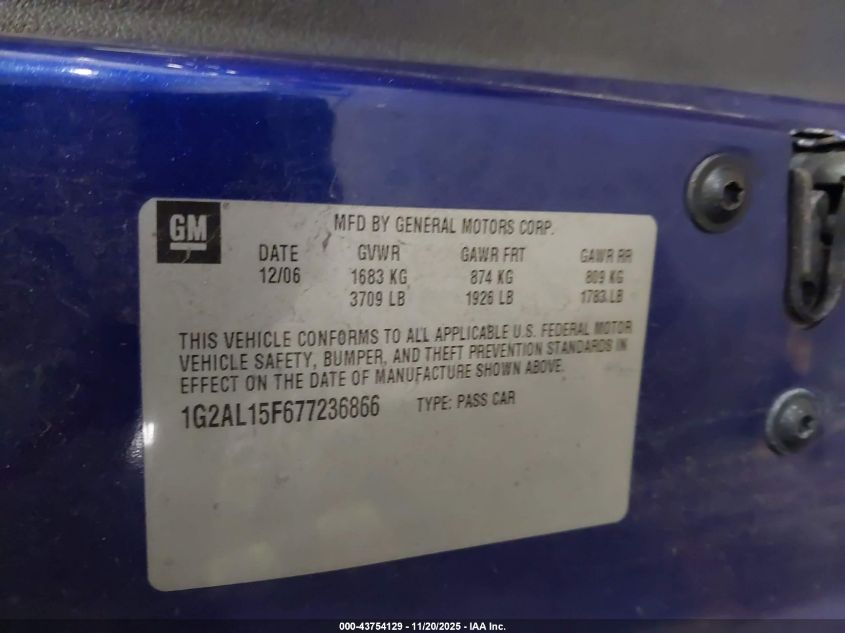 GM
MFD BY GENERAL MOTORS CORP.
DATE GVWR GAWR FRT GAWR RR
12/06 1683 KG 874 KG 809 KG
3709 LB 1926 LB 1783 LB
THIS VEHICLE CONFORMS TO ALL APPLICABLE U.S. FEDERAL MOTOR
VEHICLE SAFETY, BUMPER, AND THEFT PREVENTION STANDARDS IN
EFFECT ON THE DATE OF MANUFACTURE SHOWN ABOVE.
1G2AL15F677236866 TYPE: PASS CAR
000-43754129 - 11/20/2025 - IAA Inc.